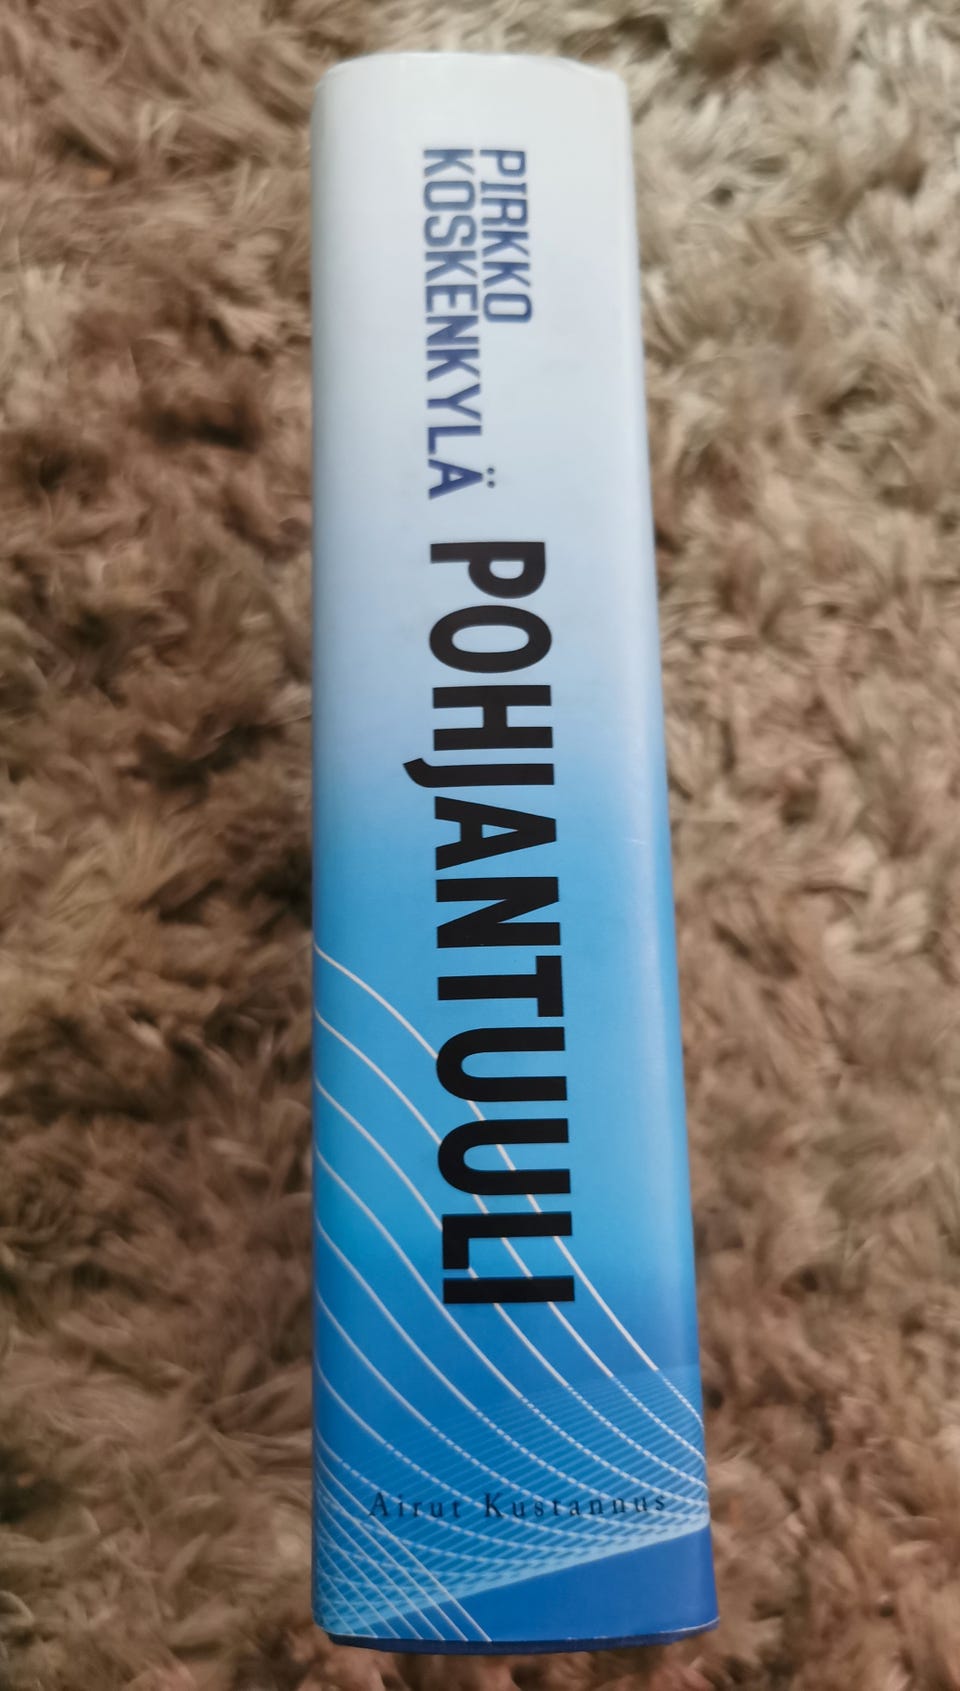 PIRKKO
KOSKENKYLÄ
POHJANTUULI
Airut Kustannus